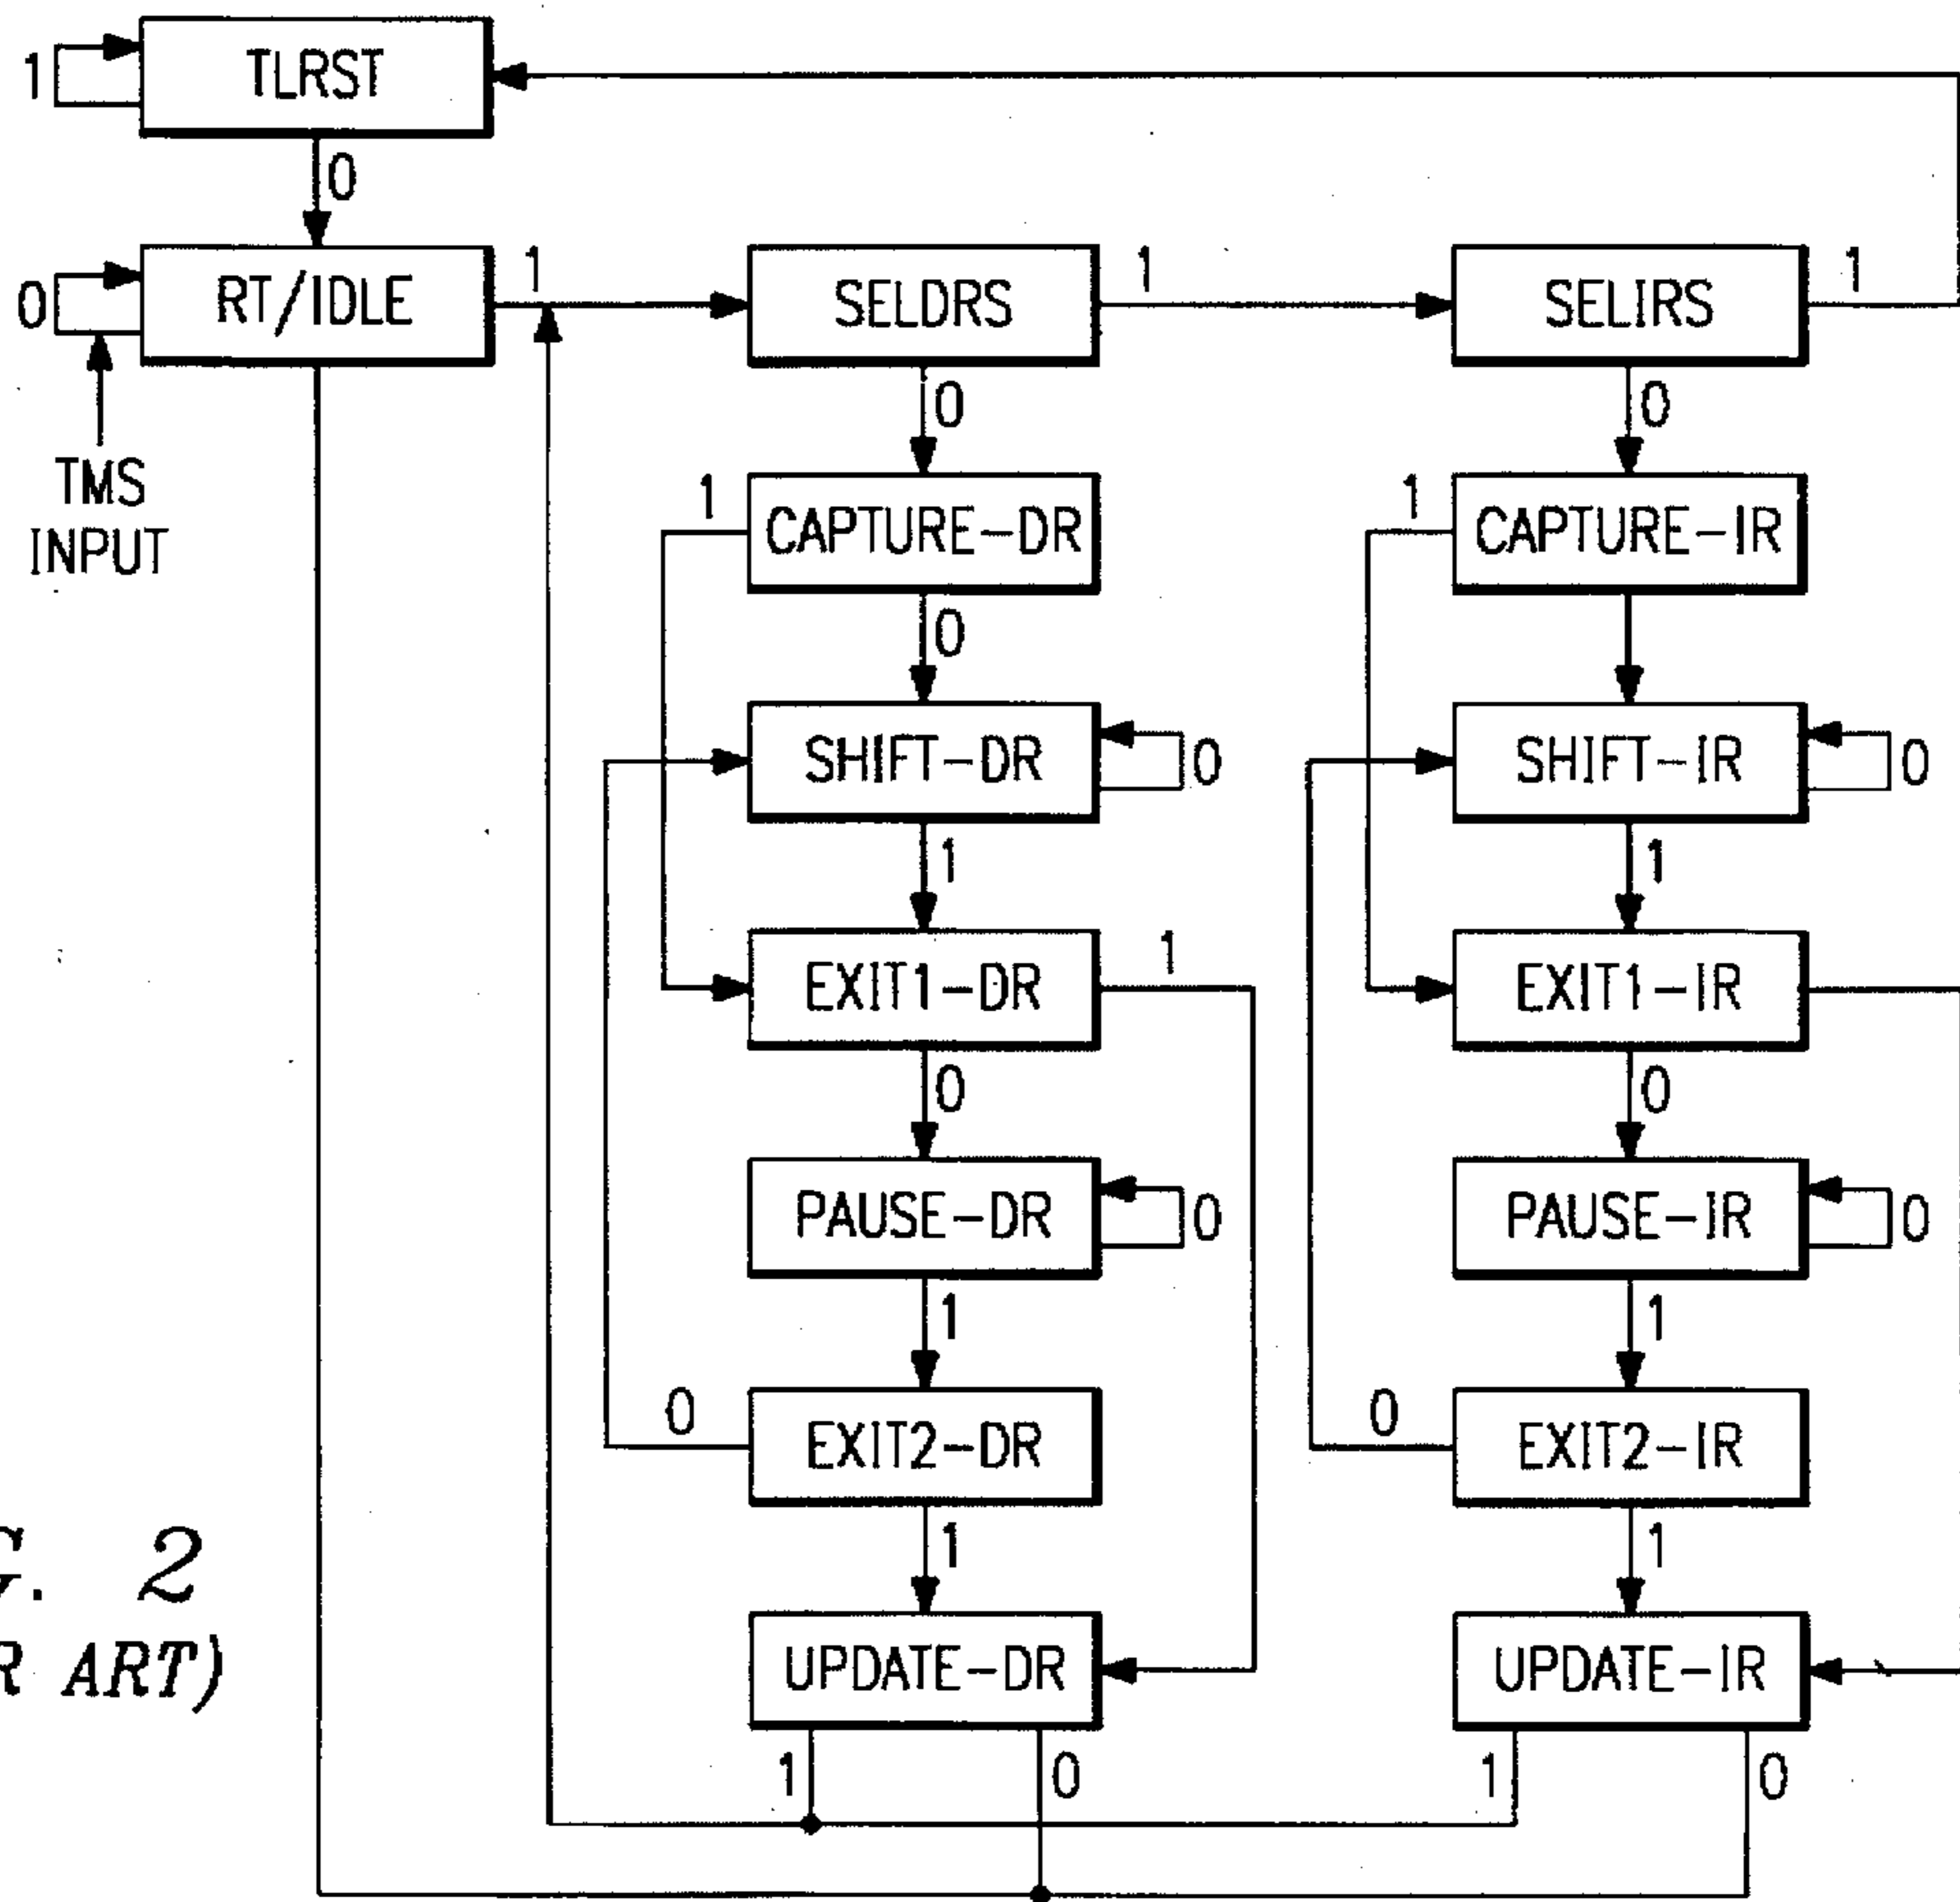 TLRST
1
0
RT/IDLE
0
1
TMS
INPUT
SELDRS
1
0
SELIRS
1
0
CAPTURE-DR
1
0
CAPTURE-IR
1
SHIFT-DR
0
1
SHIFT-IR
0
1
EXIT1-DR
1
0
EXIT1-IR
0
PAUSE-DR
0
1
PAUSE-IR
0
1
EXIT2-DR
0
1
EXIT2-IR
0
1
UPDATE-DR
1
0
UPDATE-IR
1
0
2
ART)